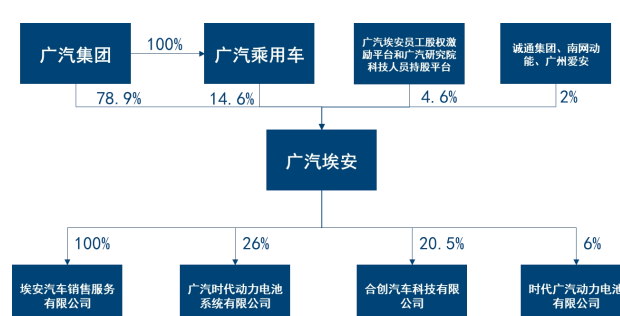 广汽集团
100%
广汽乘用车
广汽埃安员工股权激
励平台和广汽研究院
科技人员持股平台
诚通集团、南网动
能、广州爱安
78.9%
14.6%
4.6%
2%
广汽埃安
100%
26%
20.5%
6%
埃安汽车销售服务
有限公司
广汽时代动力电池
系统有限公司
合创汽车科技有限
公司
时代广汽动力电池
有限公司